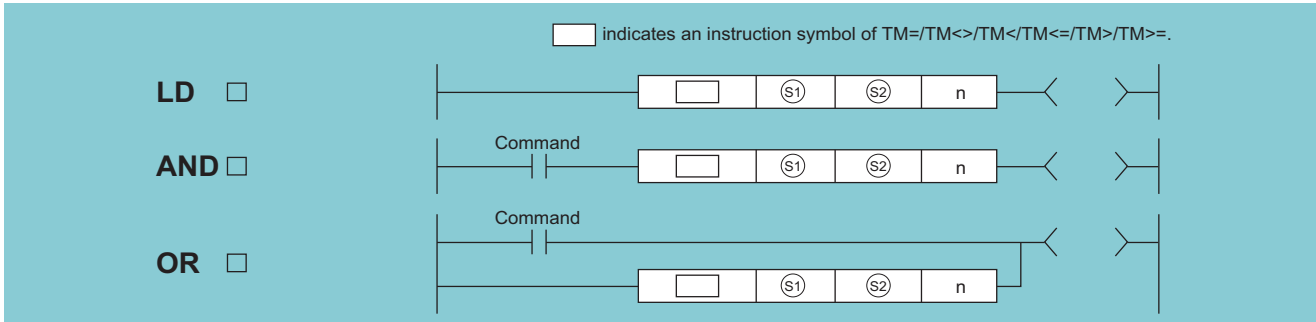 indicates an instruction symbol of TM=/TM<>/TM</TM<=/TM>/TM>=.
LD
S1 S2 n
Command
AND
S1 S2 n
Command
OR
S1 S2 n